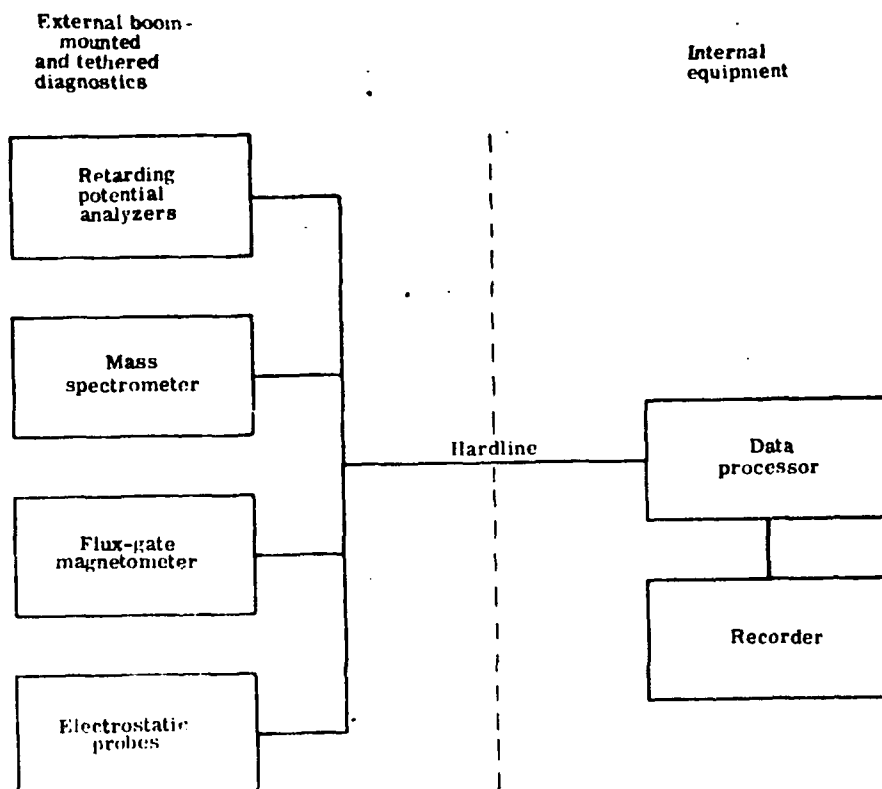 External boom-
mounted
and tethered
diagnostics
Internal
equipment
Retarding
potential
analyzers
Mass
spectrometer
Hardline
Data
processor
Flux-gate
magnetometer
Recorder
Electrostatic
probes